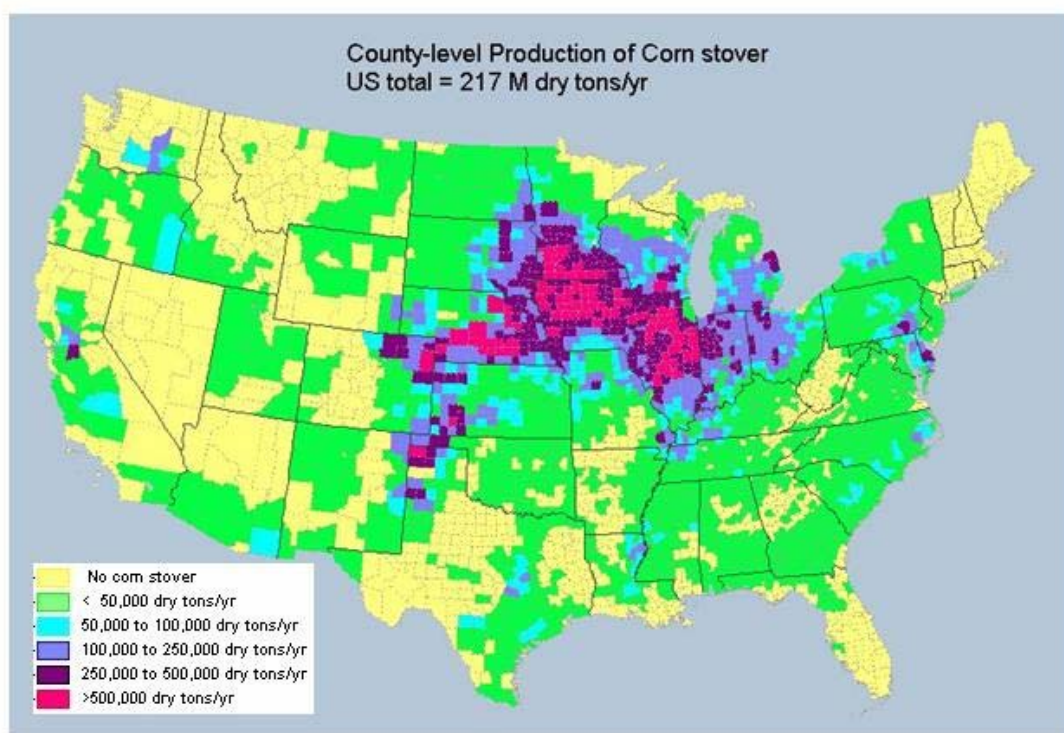 County-level Production of Corn stover
US total = 217 M dry tons/yr
No corn stover
< 50,000 dry tons/yr
50,000 to 100,000 dry tons/yr
100,000 to 250,000 dry tons/yr
250,000 to 500,000 dry tons/yr
>500,000 dry tons/yr